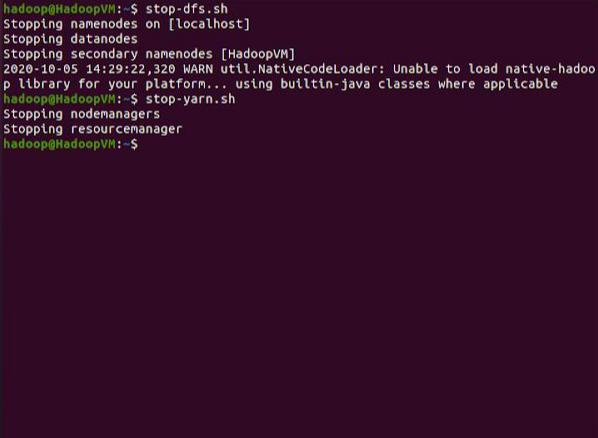 hadoop@HadoopVM:~$ stop-dfs.sh
Stopping namenodes on [localhost]
Stopping datanodes
Stopping secondary namenodes [HadoopVM]
2020-10-05 14:29:22,320 WARN util.NativeCodeLoader: Unable to load native-hadoo
p library for your platform... using builtin-java classes where applicable
hadoop@HadoopVM:~$ stop-yarn.sh
Stopping nodemanagers
Stopping resourcemanager
hadoop@HadoopVM:~$